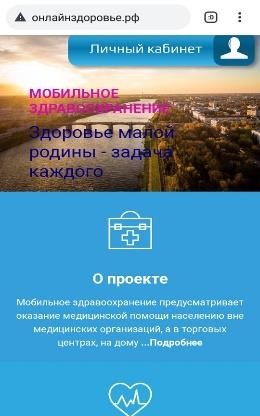 онлайнздоровье.рф
Личный кабинет
МОБИЛЬНОЕ
ЗДРАВООХРАНЕНИЕ
Здоровье малой
родины - задача
каждого
О проекте
Мобильное здравоохранение предусматривает
оказание медицинской помощи населению вне
медицинских организаций, а в торговых
центрах, на дому ...Подробнее